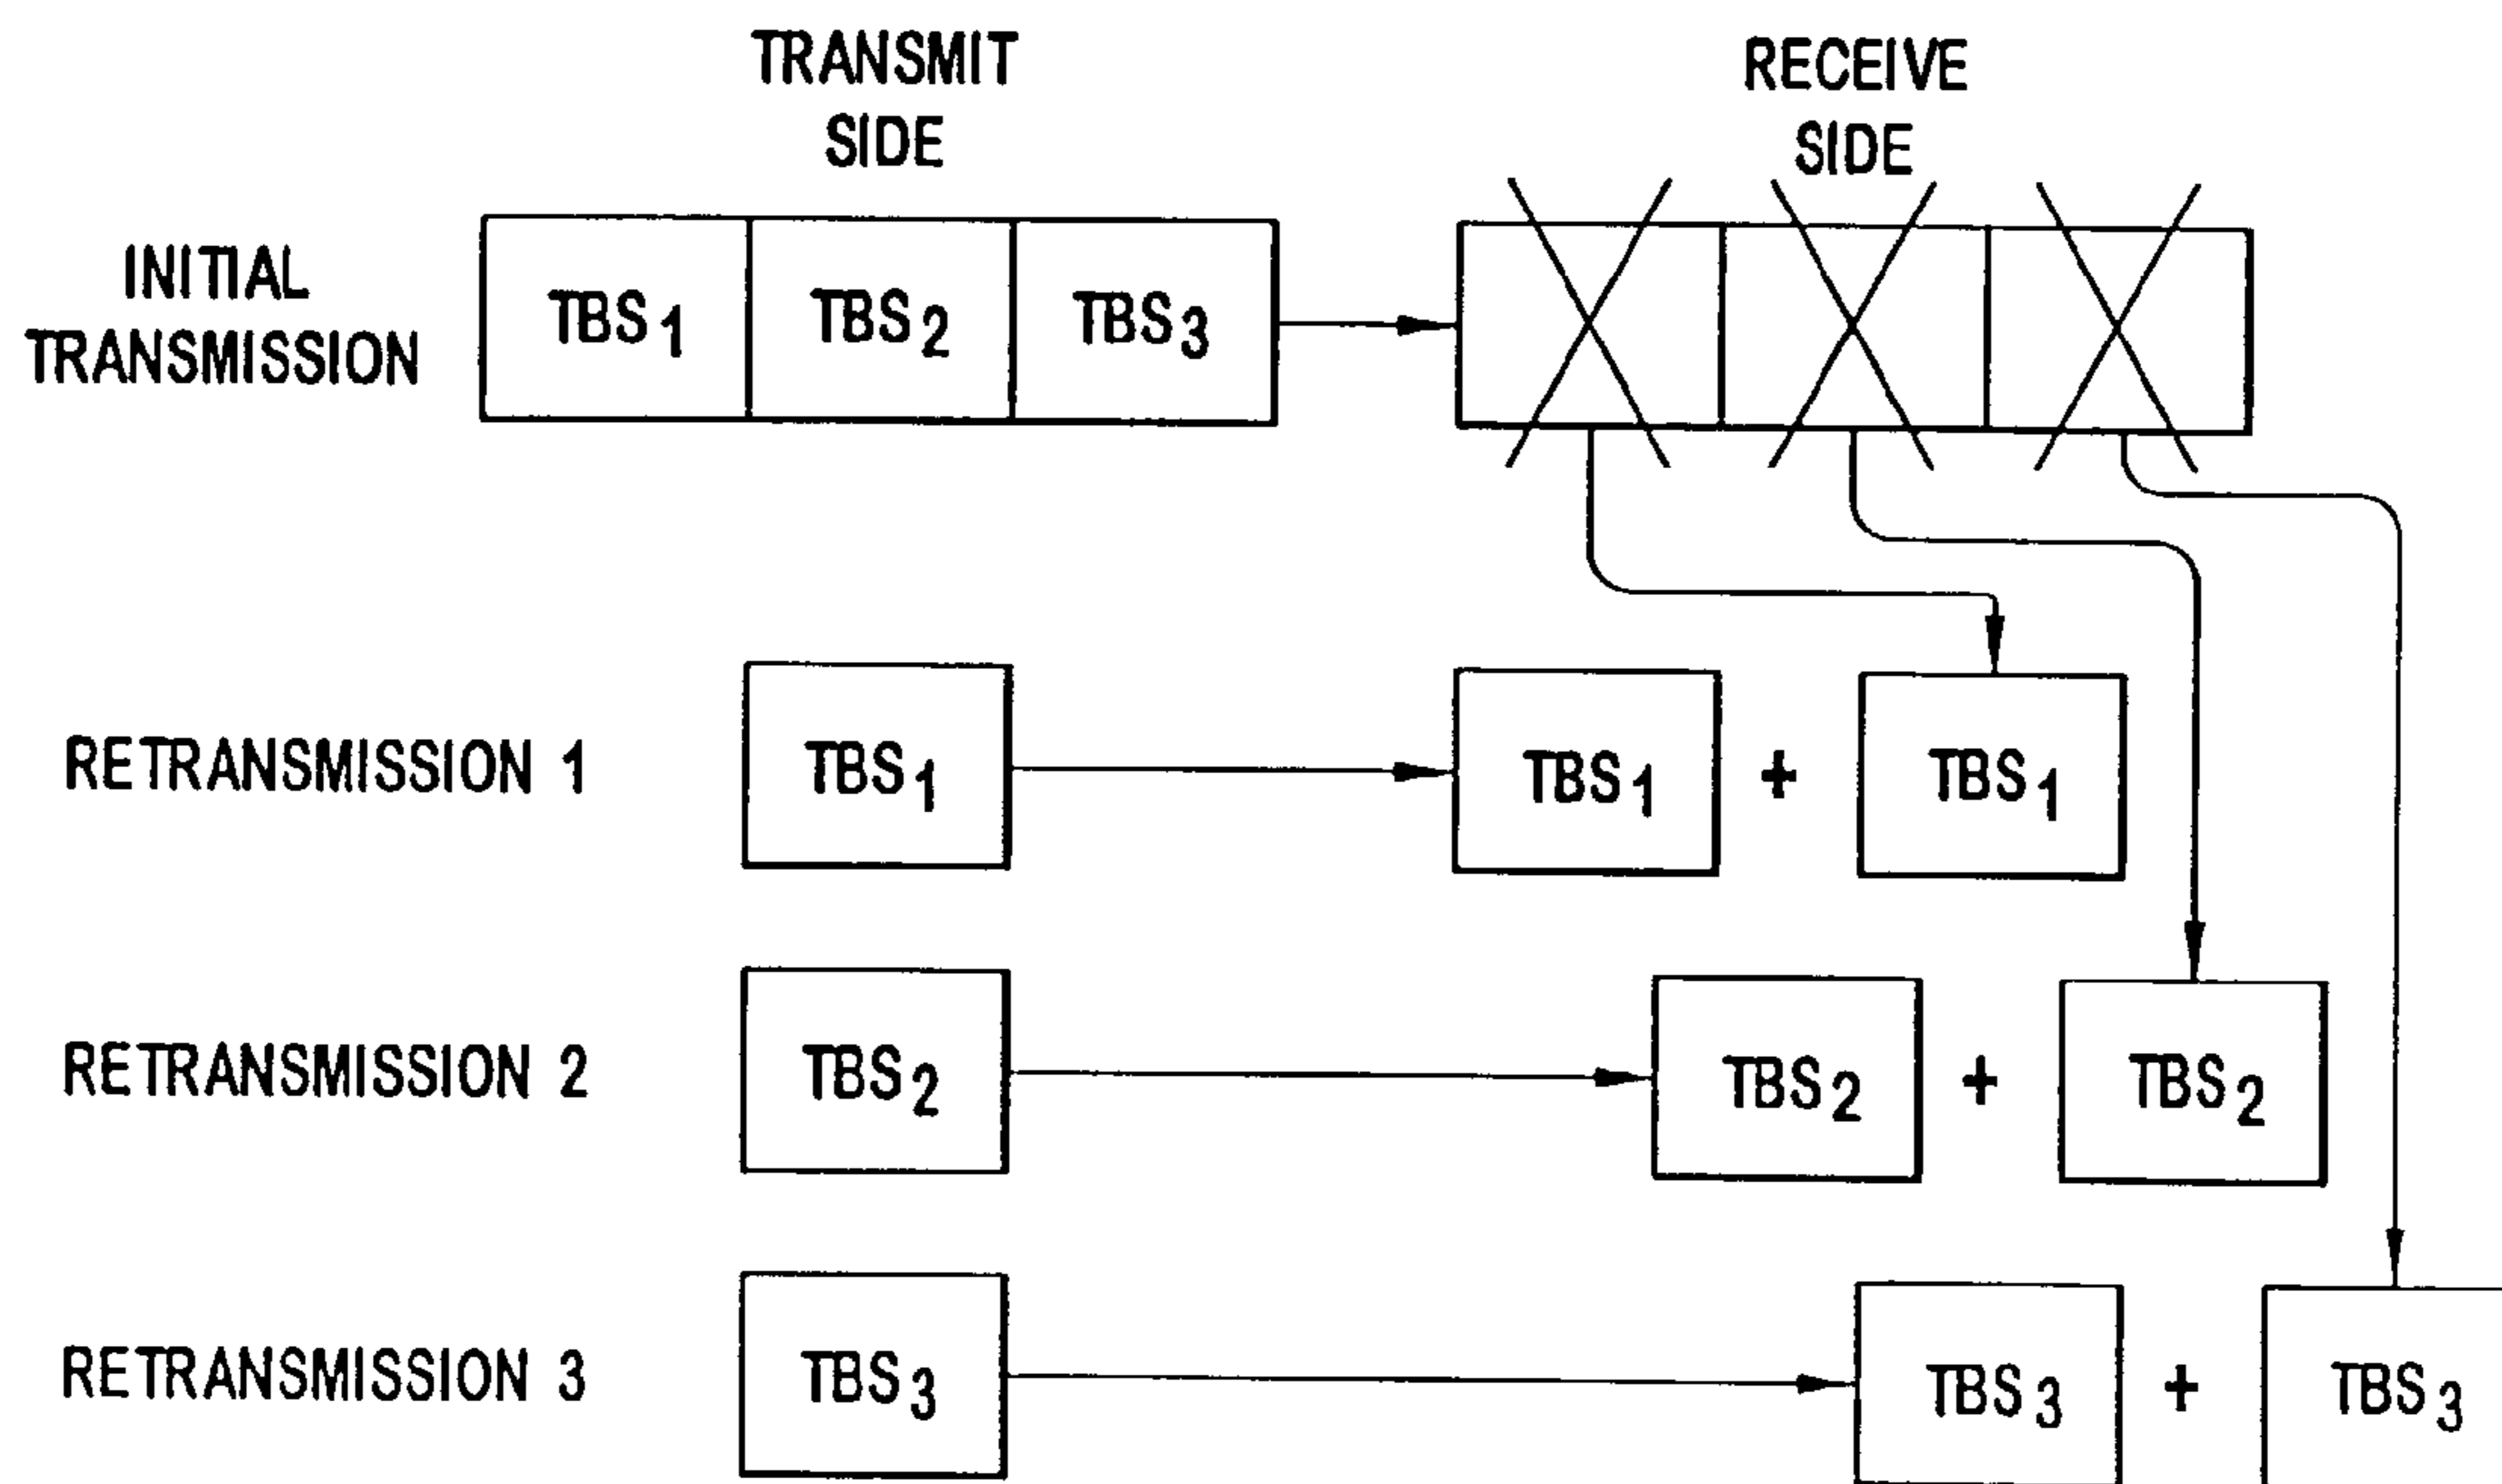 TRANSMIT
SIDE
RECEIVE
SIDE
INITIAL
TRANSMISSION
TBS1 TBS2 TBS3
RETRANSMISSION 1 TBS1 TBS1 + TBS1
RETRANSMISSION 2 TBS2 TBS2 + TBS2
RETRANSMISSION 3 TBS3 TBS3 + TBS3